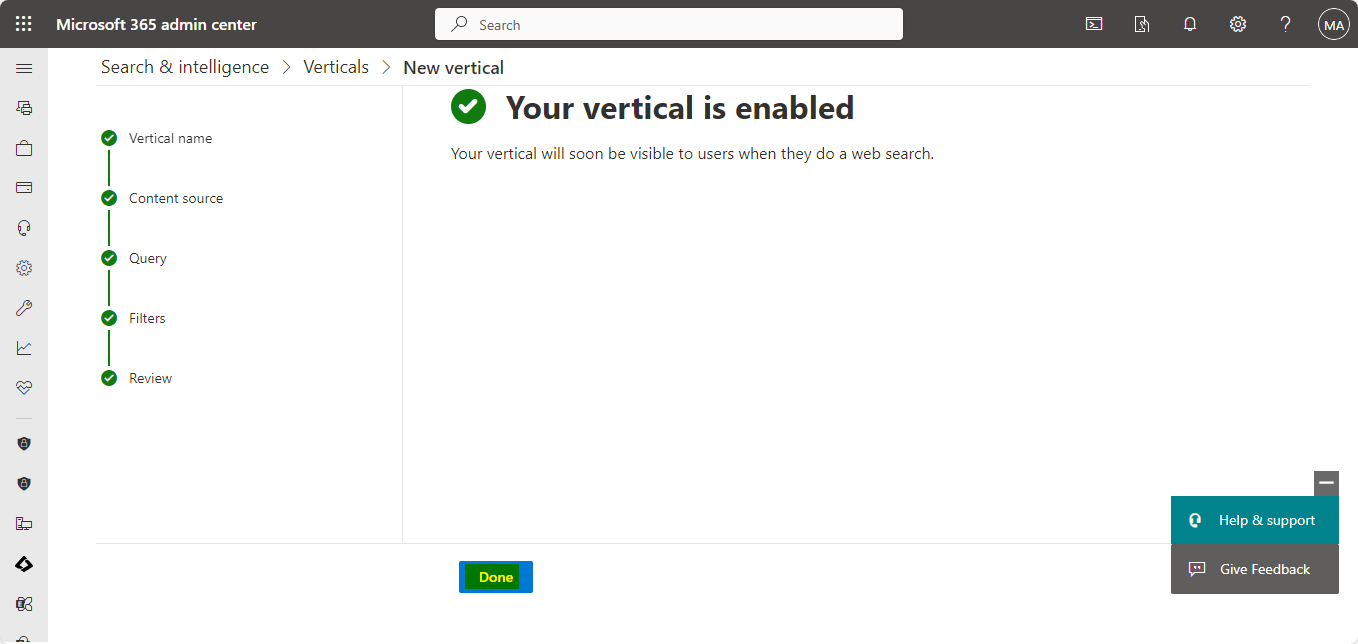 Microsoft 365 admin center
Search
MA
Search & intelligence > Verticals > New vertical
Your vertical is enabled
Your vertical will soon be visible to users when they do a web search.
Vertical name
Content source
Query
Filters
Review
Help & support
Give Feedback
Done